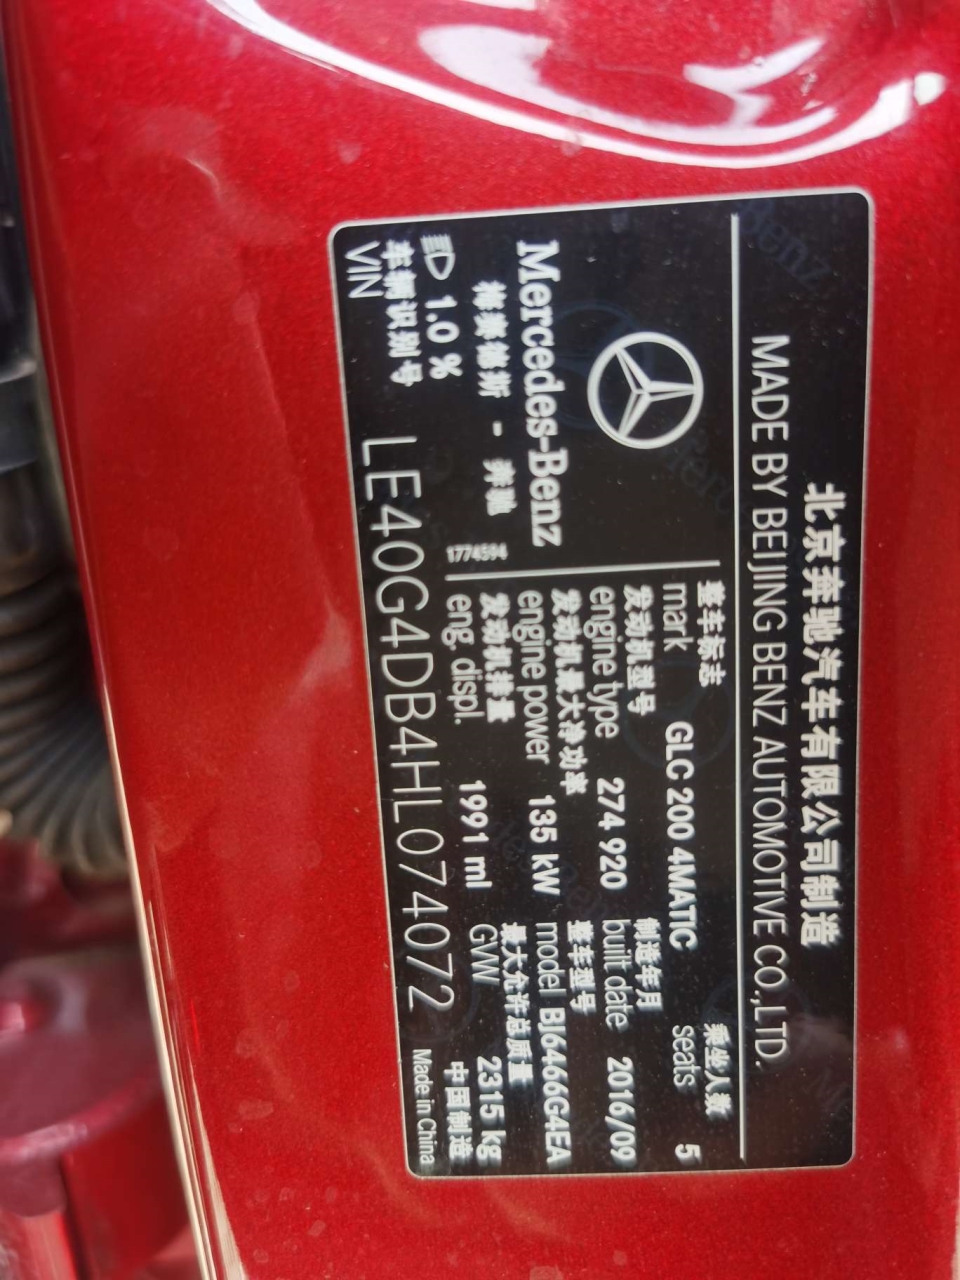 北京奔驰汽车有限公司制造
MADE BY BEIJING BENZ AUTOMOTIVE CO.,LTD.
Mercedes-Benz
梅赛德斯 - 奔驰
1774594
整车标志
mark GLC 200 4MATIC
乘坐人数
seats 5
发动机型号
engine type 274 920
制造年月
built date 2016/09
发动机最大净功率
engine power 135 kW
整车型号
model BJ6466G4EA
发动机排量
eng. displ. 1991 ml
最大允许总质量
GVW 2315 kg
1.0 %
车辆识别号
VIN LE40G4DB4HL074072
中国制造
Made in China